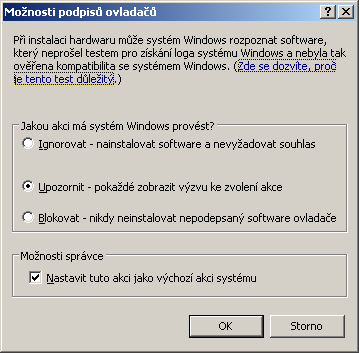 Možnosti podpisů ovladačů
Při instalaci hardwaru může systém Windows rozpoznat software,
který neprošel testem pro získání loga systému Windows a nebyla tak
ověřena kompatibilita se systémem Windows. (Zde se dozvíte, proč
je tento test důležitý.)
Jakou akci má systém Windows provést?
Ignorovat - nainstalovat software a nevyžadovat souhlas
Upozornit - pokaždé zobrazit výzvu ke zvolení akce
Blokovat - nikdy neinstalovat nepodepsaný software ovladače
Možnosti správce
Nastavit tuto akci jako výchozí akci systému
OK
Storno